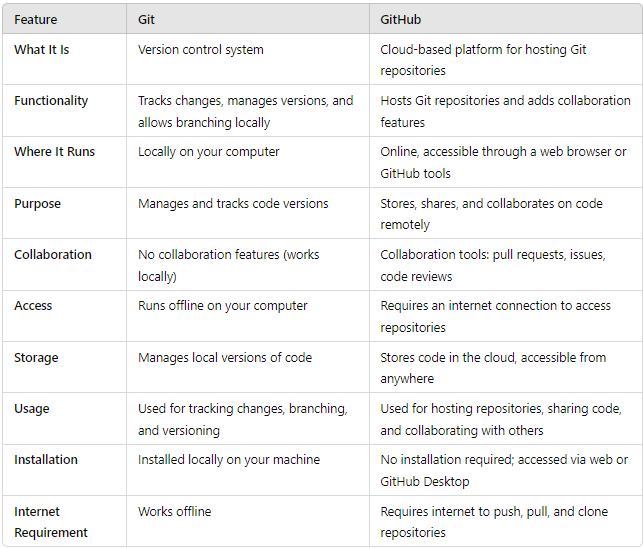 Feature Git GitHub
What It Is Version control system Cloud-based platform for hosting Git
repositories
Functionality Tracks changes, manages versions, and Hosts Git repositories and adds collaboration
allows branching locally features
Where It Runs Locally on your computer Online, accessible through a web browser or
GitHub tools
Purpose Manages and tracks code versions Stores, shares, and collaborates on code
remotely
Collaboration No collaboration features (works Collaboration tools: pull requests, issues,
locally) code reviews
Access Runs offline on your computer Requires an internet connection to access
repositories
Storage Manages local versions of code Stores code in the cloud, accessible from
anywhere
Usage Used for tracking changes, branching, Used for hosting repositories, sharing code,
and versioning and collaborating with others
Installation Installed locally on your machine No installation required; accessed via web or
GitHub Desktop
Internet Works offline Requires internet to push, pull, and clone
Requirement repositories